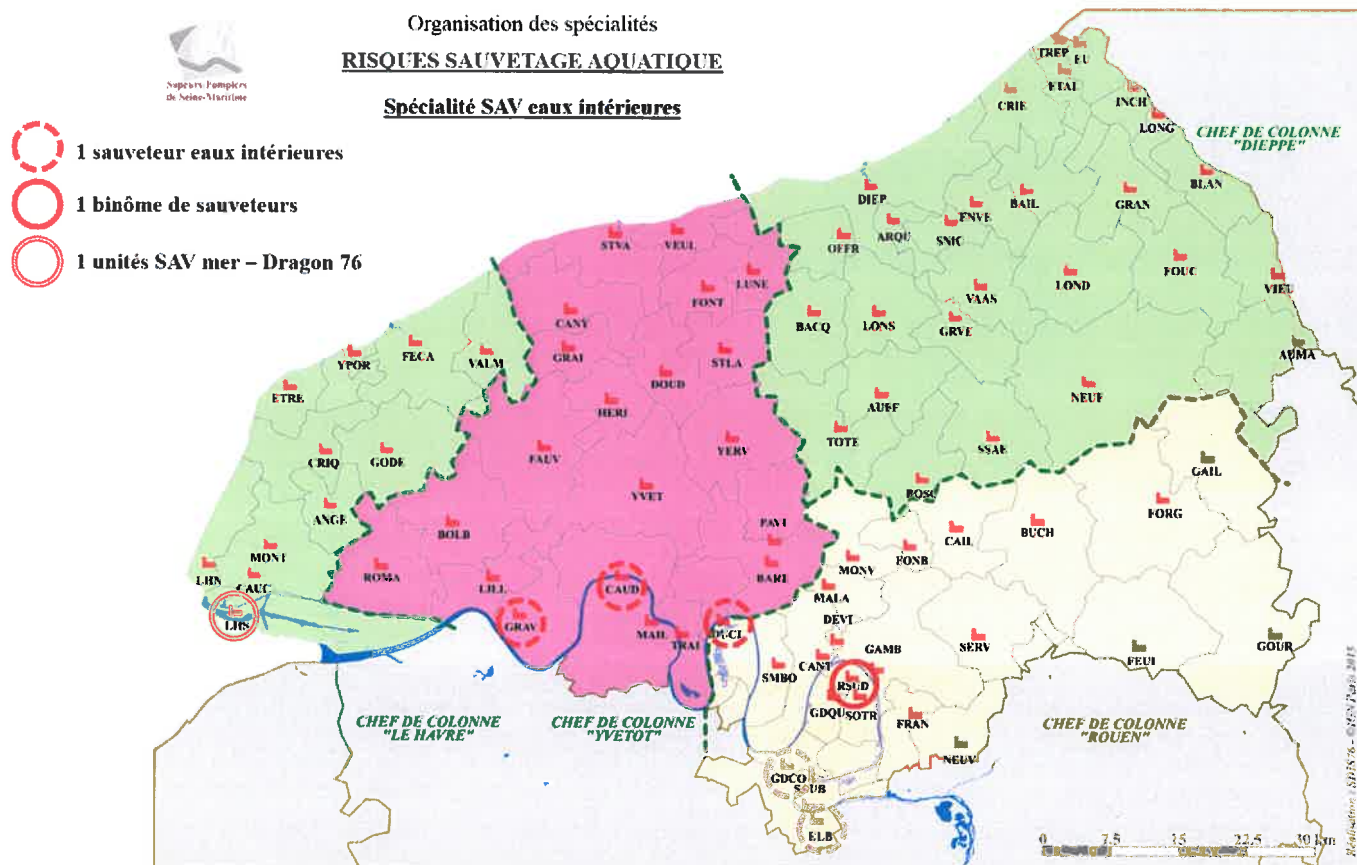 Organisation des spécialités
RISQUES SAUVETAGE AQUATIQUE
Spécialité SAV eaux intérieures
Sapeurs-Pompiers
de Seine-Maritime
1 sauveteur eaux intérieures
1 binôme de sauveteurs
1 unités SAV mer – Dragon 76
CHEF DE COLONNE
"DIEPPE"
TREP
EU
ETAL
CRIE
INCH
LONG
BLAN
DIEP
ENVE
BAIL
GRAN
OFFR
ARQU
SNIC
FOUC
VIEU
LOND
VAAS
BACQ
LONS
GRVE
AUMA
NEUF
AUFF
TOTE
SSAE
BOSC
STVA
VEUL
LUNE
FONT
CANY
GRAI
STLA
DOUD
HERI
FAUV
YERV
YVET
PAVI
BOLB
ROMA
LILL
CAUD
BARE
GRAV
MAIL
TRAI
DUCL
YPOR
FECA
VALM
ETRE
CRIQ
GODE
ANGE
MONT
LHN
CAUC
LHS
GAIL
FORG
BUCH
CAIL
FONB
MONV
MALA
DEVI
GAMB
CANT
SMBO
RSUD
GDQU
SOTR
FRAN
SERV
FEUI
GOUR
NEUV
GDCO
SAUB
ELB
CHEF DE COLONNE
"LE HAVRE"
CHEF DE COLONNE
"YVETOT"
CHEF DE COLONNE
"ROUEN"
0 7,5 15 22,5 30 km